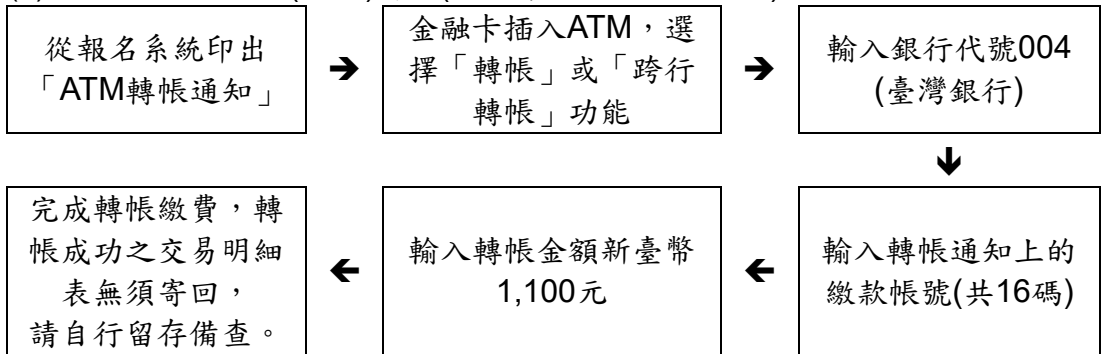 從報名系統印出
「ATM轉帳通知」
➔
金融卡插入ATM，選
擇「轉帳」或「跨行
轉帳」功能
➔
輸入銀行代號004
(臺灣銀行)
🡻
輸入轉帳通知上的
繳款帳號(共16碼)
🡸
輸入轉帳金額新臺幣
1,100元
🡸
完成轉帳繳費，轉
帳成功之交易明細
表無須寄回，
請自行留存備查。